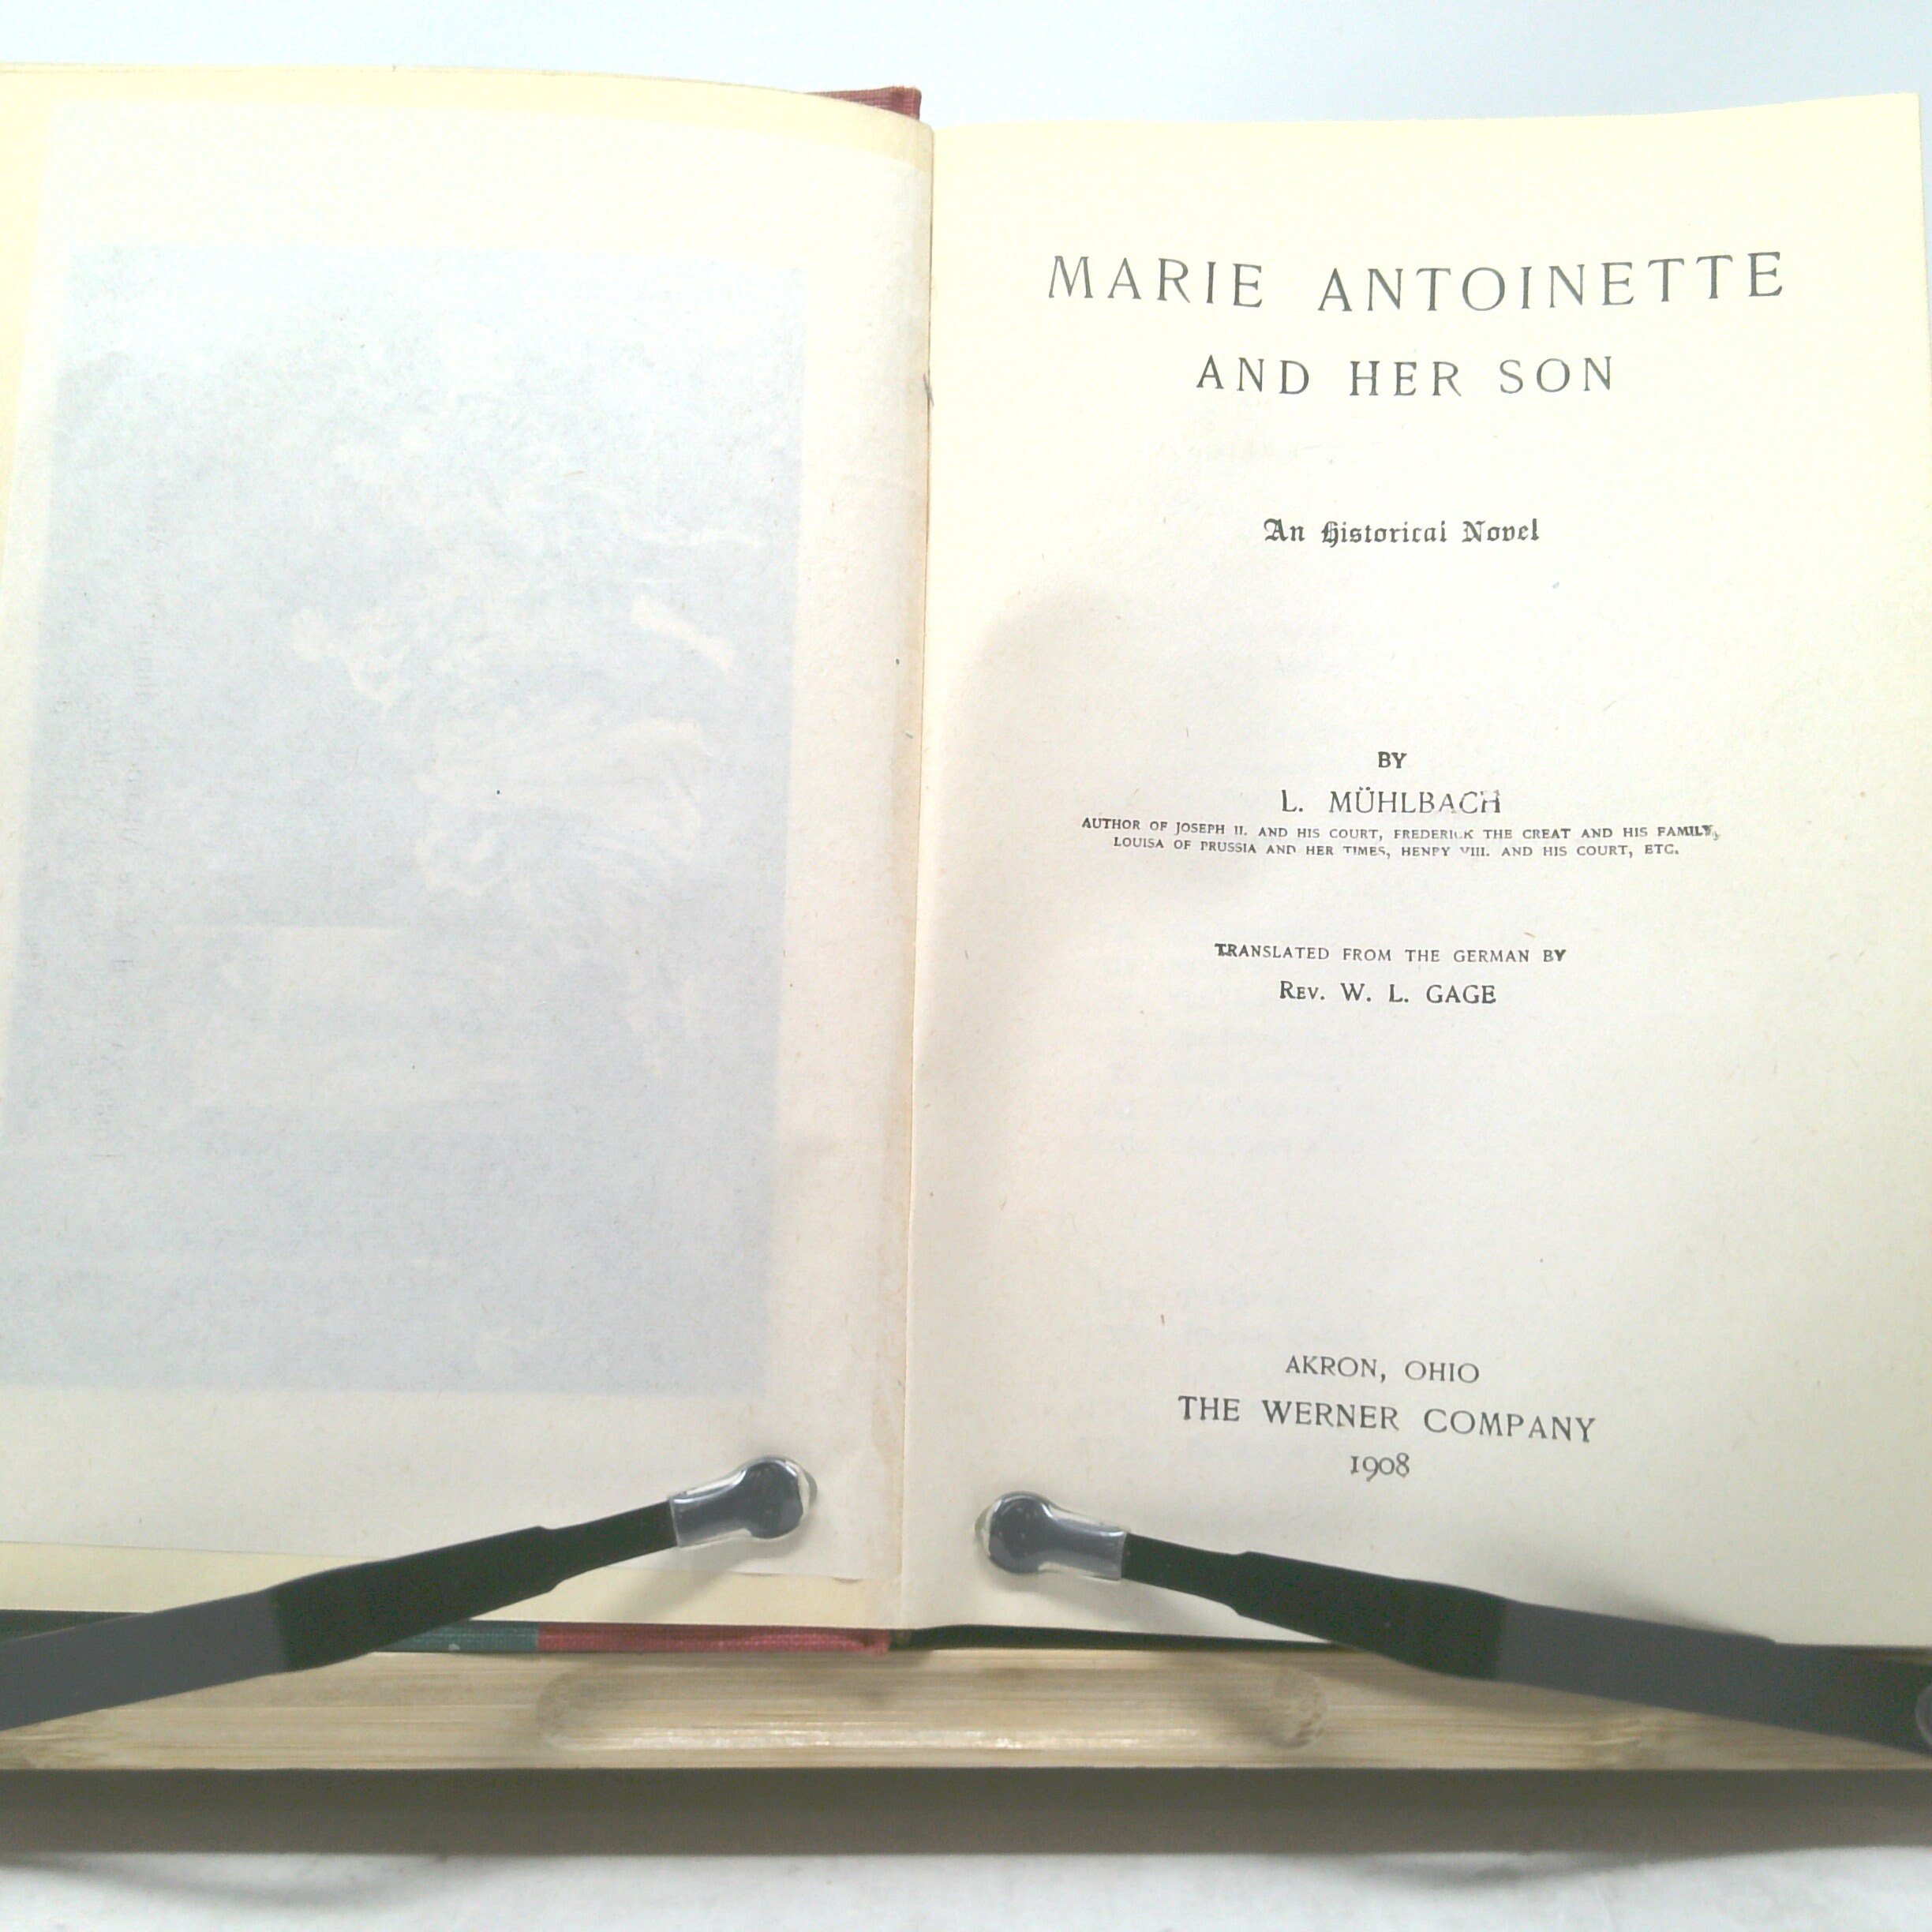 MARIE ANTOINETTE
AND HER SON
An Historical Novel
BY
L. MÜHLBACH
AUTHOR OF JOSEPH II. AND HIS COURT, FREDERICK THE GREAT AND HIS FAMILY,
LOUISA OF PRUSSIA AND HER TIMES, HENRY VIII. AND HIS COURT, ETC.
TRANSLATED FROM THE GERMAN BY
REV. W. L. GAGE
AKRON, OHIO
THE WERNER COMPANY
1908